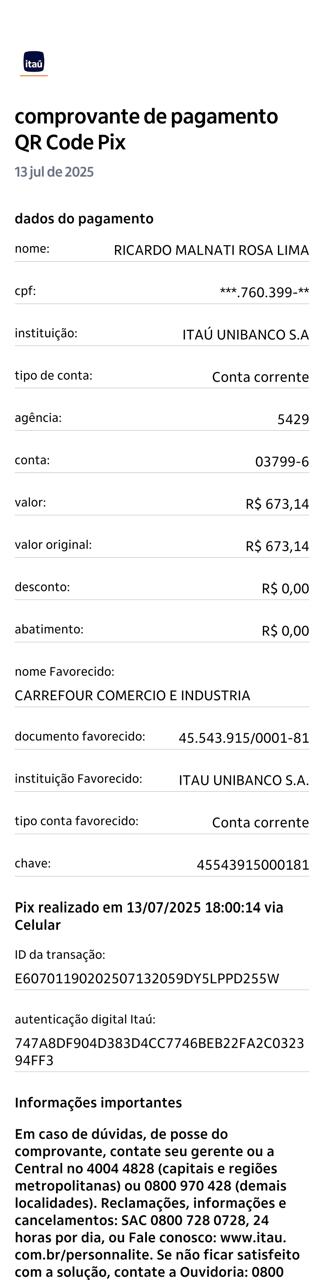 itaú
comprovante de pagamento
QR Code Pix
13 jul de 2025
dados do pagamento
nome: RICARDO MALNATI ROSA LIMA
cpf: ***.760.399-**
instituição: ITAÚ UNIBANCO S.A
tipo de conta: Conta corrente
agência: 5429
conta: 03799-6
valor: R$ 673,14
valor original: R$ 673,14
desconto: R$ 0,00
abatimento: R$ 0,00
nome Favorecido:
CARREFOUR COMERCIO E INDUSTRIA
documento favorecido: 45.543.915/0001-81
instituição Favorecido: ITAU UNIBANCO S.A.
tipo conta favorecido: Conta corrente
chave: 45543915000181
Pix realizado em 13/07/2025 18:00:14 via
Celular
ID da transação:
E60701190202507132059DY5LPPD255W
autenticação digital Itaú:
747A8DF904D383D4CC7746BEB22FA2C0323
94FF3
Informações importantes
Em caso de dúvidas, de posse do
comprovante, contate seu gerente ou a
Central no 4004 4828 (capitais e regiões
metropolitanas) ou 0800 970 428 (demais
localidades). Reclamações, informações e
cancelamentos: SAC 0800 728 0728, 24
horas por dia, ou Fale conosco: www.itau.
com.br/personnalite. Se não ficar satisfeito
com a solução, contate a Ouvidoria: 0800